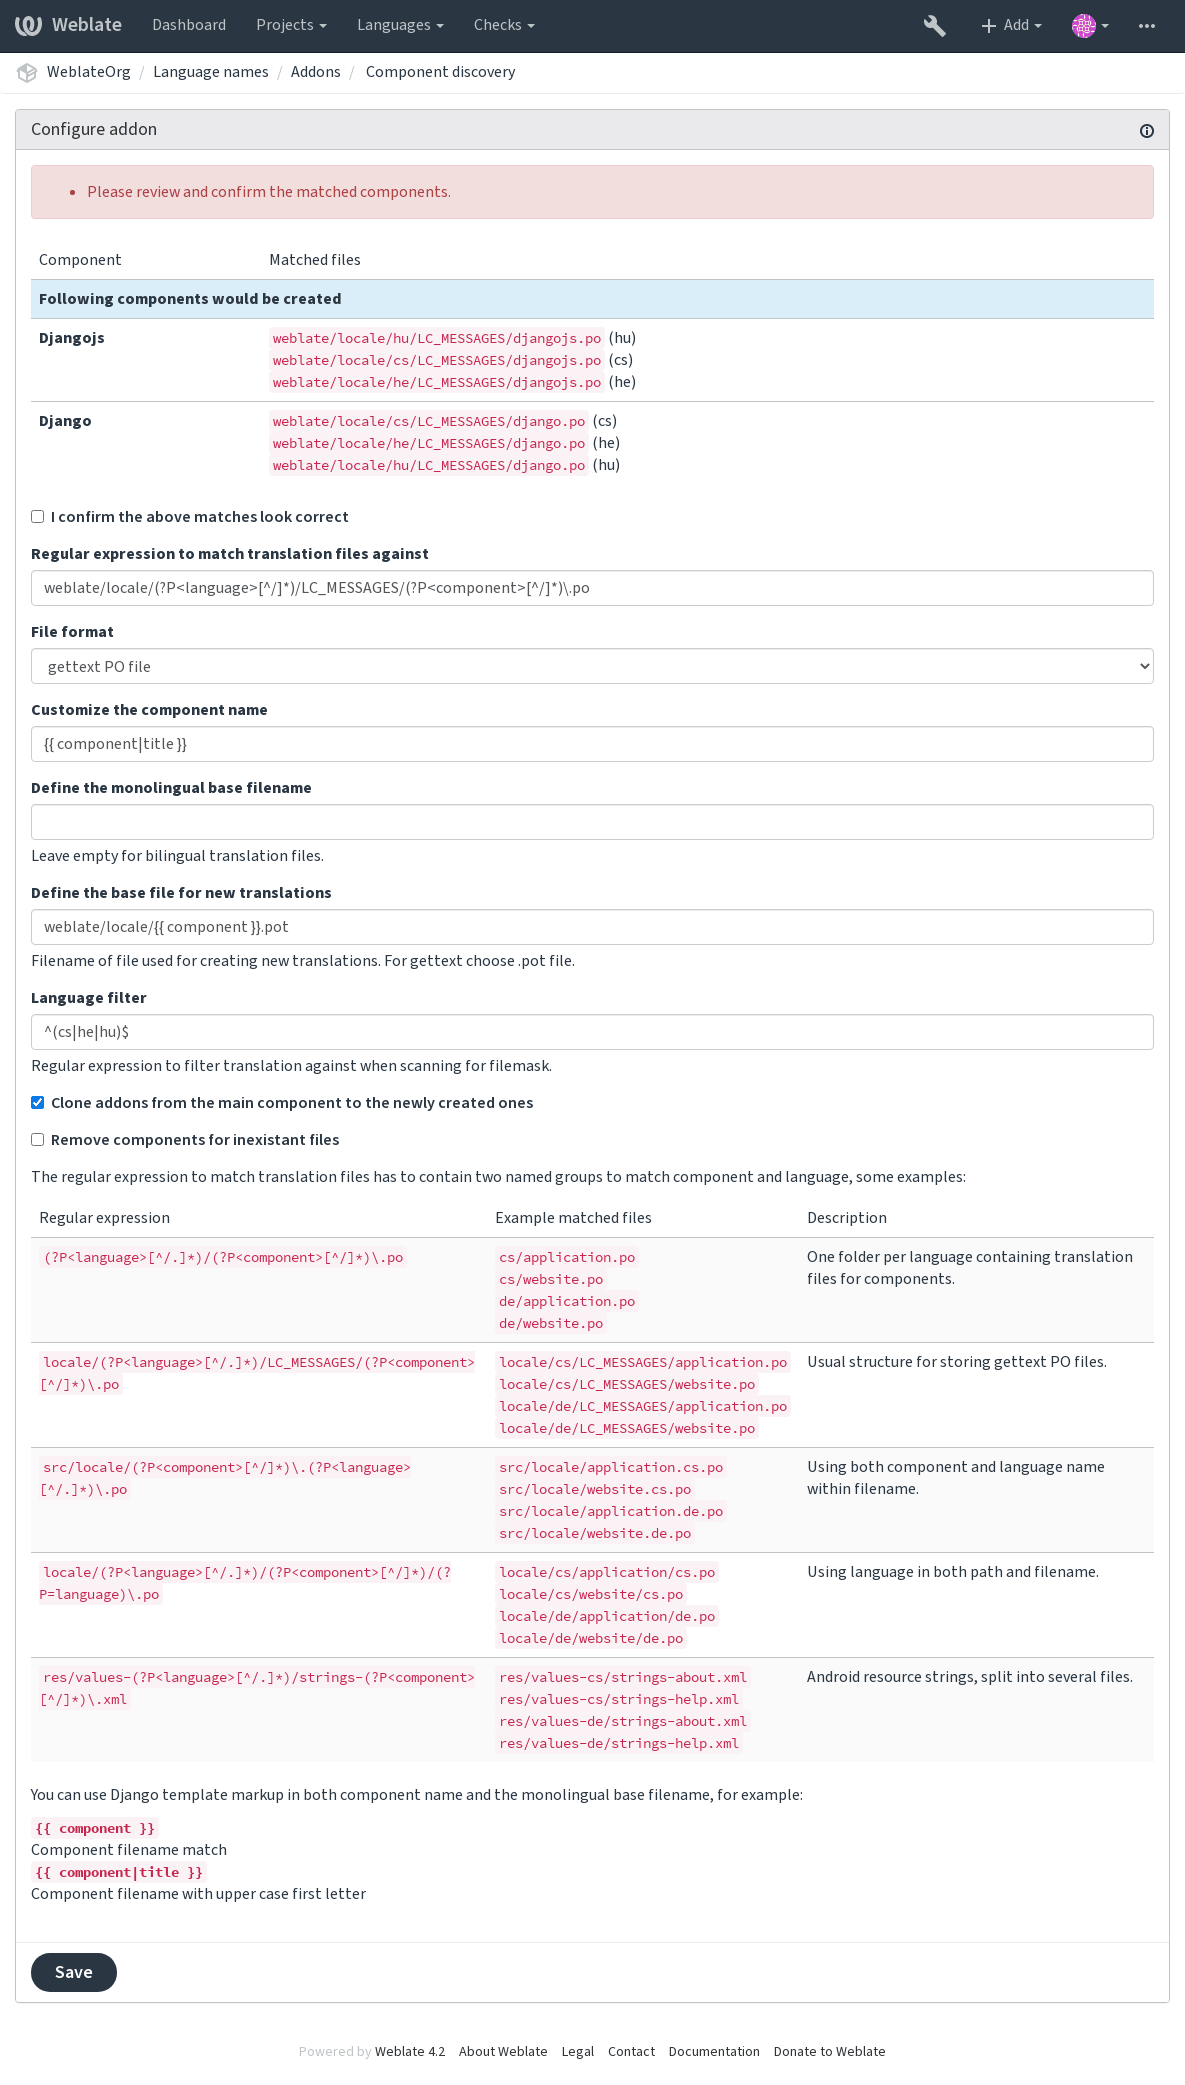 Weblate Dashboard Projects Languages Checks Add
WeblateOrg / Language names / Addons / Component discovery
Configure addon
Please review and confirm the matched components.
Component Matched files
Following components would be created
Djangojs weblate/locale/hu/LC_MESSAGES/djangojs.po (hu)
weblate/locale/cs/LC_MESSAGES/djangojs.po (cs)
weblate/locale/he/LC_MESSAGES/djangojs.po (he)
Django weblate/locale/cs/LC_MESSAGES/django.po (cs)
weblate/locale/he/LC_MESSAGES/django.po (he)
weblate/locale/hu/LC_MESSAGES/django.po (hu)
I confirm the above matches look correct
Regular expression to match translation files against
weblate/locale/(?P<language>[^/]*)/LC_MESSAGES/(?P<component>[^/]*)\.po
File format
gettext PO file
Customize the component name
{{ component|title }}
Define the monolingual base filename
Leave empty for bilingual translation files.
Define the base file for new translations
weblate/locale/{{ component }}.pot
Filename of file used for creating new translations. For gettext choose .pot file.
Language filter
^(cs|he|hu)$
Regular expression to filter translation against when scanning for filemask.
Clone addons from the main component to the newly created ones
Remove components for inexistant files
The regular expression to match translation files has to contain two named groups to match component and language, some examples:
Regular expression Example matched files Description
(?P<language>[^/.]*)/(?P<component>[^/]*)\.po cs/application.po One folder per language containing translation
cs/website.po files for components.
de/application.po
de/website.po
locale/(?P<language>[^/.]*)/LC_MESSAGES/(?P<component> locale/cs/LC_MESSAGES/application.po Usual structure for storing gettext PO files.
[^/]*)\.po locale/cs/LC_MESSAGES/website.po
locale/de/LC_MESSAGES/application.po
locale/de/LC_MESSAGES/website.po
src/locale/(?P<component>[^/]*)\.(?P<language> src/locale/application.cs.po Using both component and language name
[^/.]*)\.po src/locale/website.cs.po within filename.
src/locale/application.de.po
src/locale/website.de.po
locale/(?P<language>[^/.]*)/(?P<component>[^/]*)/(? locale/cs/application/cs.po Using language in both path and filename.
P=language)\.po locale/cs/website/cs.po
locale/de/application/de.po
locale/de/website/de.po
res/values-(?P<language>[^/.]*)/strings-(?P<component> res/values-cs/strings-about.xml Android resource strings, split into several files.
[^/]*)\.xml res/values-cs/strings-help.xml
res/values-de/strings-about.xml
res/values-de/strings-help.xml
You can use Django template markup in both component name and the monolingual base filename, for example:
{{ component }}
Component filename match
{{ component|title }}
Component filename with upper case first letter
Save
Powered by Weblate 4.2 About Weblate Legal Contact Documentation Donate to Weblate